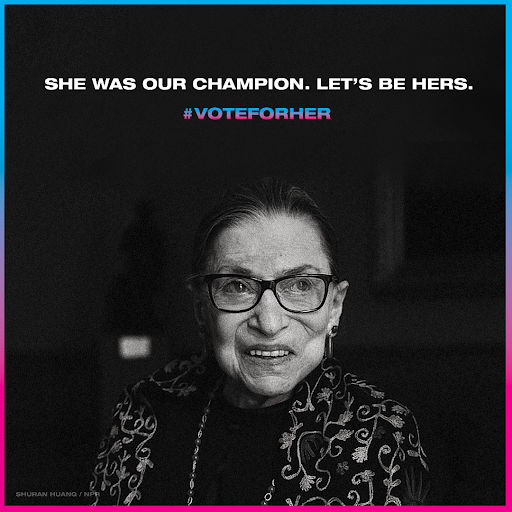 SHE WAS OUR CHAMPION. LET'S BE HERS.
#VOTEFORHER
SHURAN HUANG / NPR